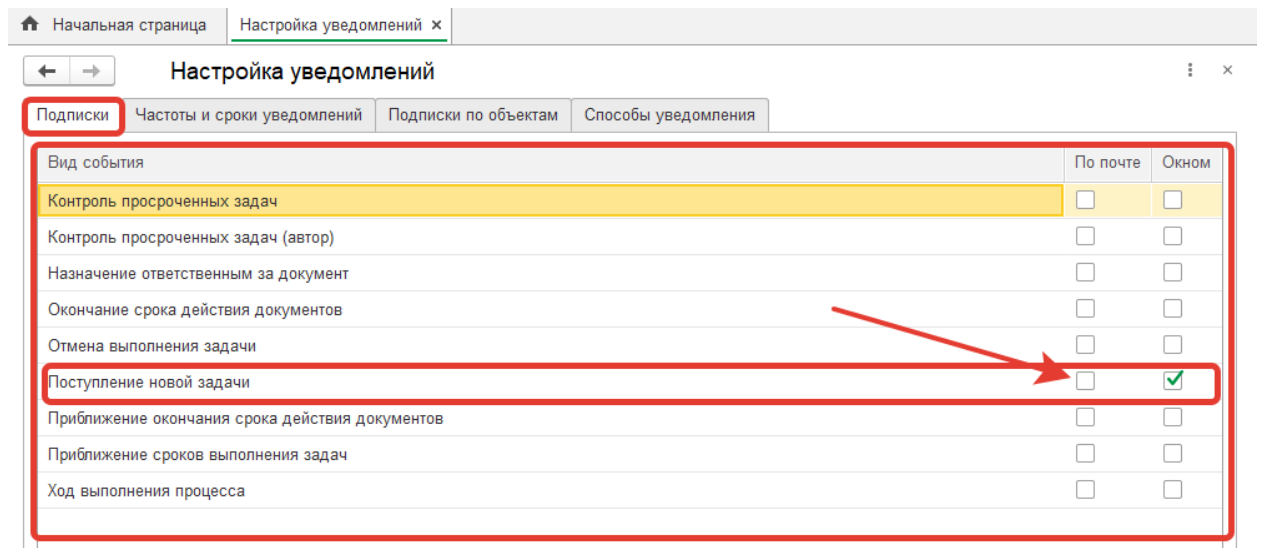 Начальная страница Настройка уведомлений ×
Настройка уведомлений
Подписки Частоты и сроки уведомлений Подписки по объектам Способы уведомления
Вид события По почте Окном
Контроль просроченных задач
Контроль просроченных задач (автор)
Назначение ответственным за документ
Окончание срока действия документов
Отмена выполнения задачи
Поступление новой задачи
Приближение окончания срока действия документов
Приближение сроков выполнения задач
Ход выполнения процесса